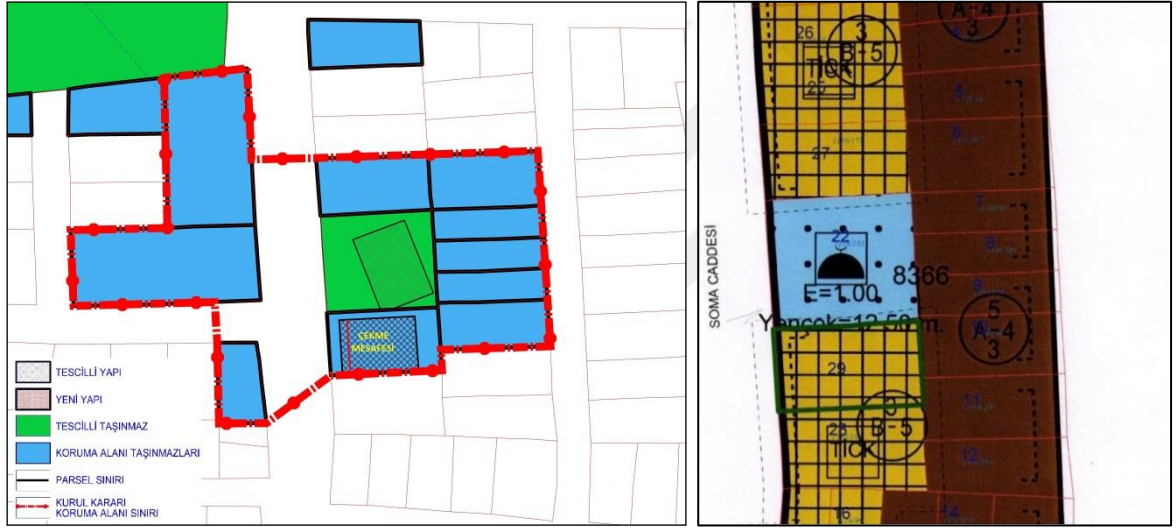 ÇEKME
MESAFESİ
TESCİLLİ YAPI
YENİ YAPI
TESCİLLİ TAŞINMAZ
KORUMA ALANI TAŞINMAZLARI
PARSEL SINIRI
KURUL KARARI
KORUMA ALANI SINIRI
A-4
3
26
3
B-5
TİCK
25
5
6
27
7
22
8
8366
E=1.00
9
SOMA CADDESİ
Yençok=12.50 m.
5
A-4
3
29
11
3
B-5
23
TİCK
12
16
14